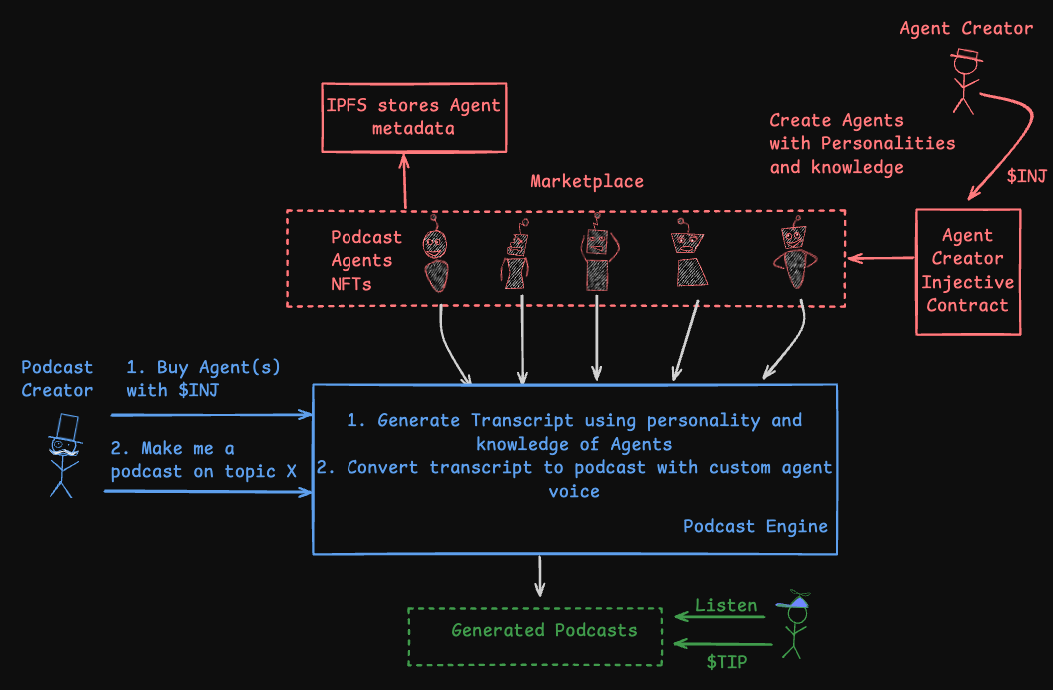 Agent Creator
IPFS stores Agent
metadata
Create Agents
with Personalities
and knowledge
$INJ
Marketplace
Podcast
Agents
NFTs
Agent
Creator
Injective
Contract
Podcast
Creator
1. Buy Agent(s)
with $INJ
2. Make me a
podcast on topic X
1. Generate Transcript using personality and
knowledge of Agents
2. Convert transcript to podcast with custom agent
voice
Podcast Engine
Generated Podcasts
Listen
$TIP